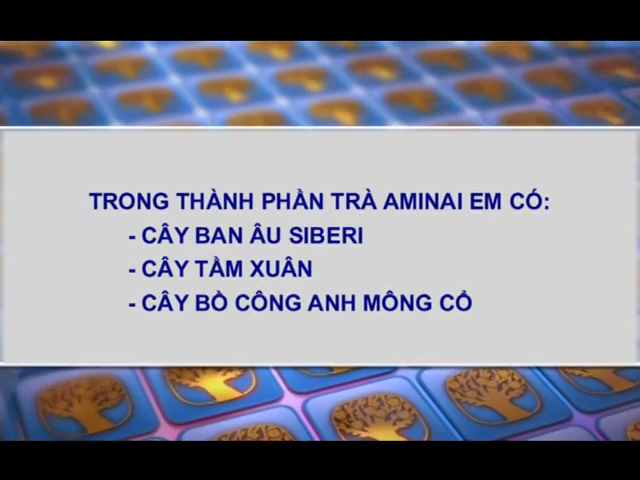 TRONG THÀNH PHẦN TRÀ AMINAI EM CÓ:
- CÂY BAN ÂU SIBERI
- CÂY TẦM XUÂN
- CÂY BỒ CÔNG ANH MÔNG CỔ